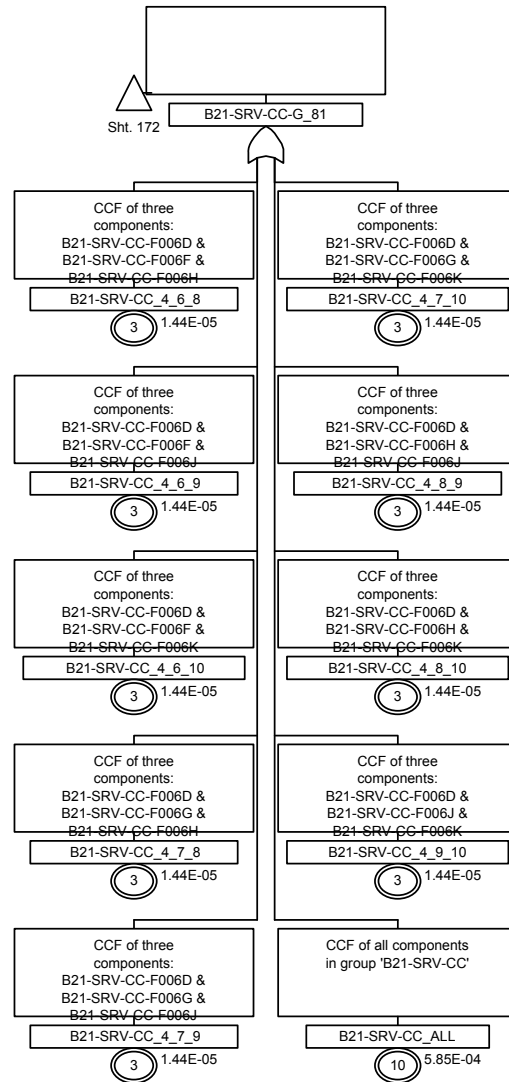 B21-SRV-CC-G_81
Sht. 172
CCF of three
components:
B21-SRV-CC-F006D &
B21-SRV-CC-F006F &
B21-SRV-CC-F006H
B21-SRV-CC_4_6_8
3
1.44E-05
CCF of three
components:
B21-SRV-CC-F006D &
B21-SRV-CC-F006G &
B21-SRV-CC-F006K
B21-SRV-CC_4_7_10
3
1.44E-05
CCF of three
components:
B21-SRV-CC-F006D &
B21-SRV-CC-F006F &
B21-SRV-CC-F006J
B21-SRV-CC_4_6_9
3
1.44E-05
CCF of three
components:
B21-SRV-CC-F006D &
B21-SRV-CC-F006H &
B21-SRV-CC-F006J
B21-SRV-CC_4_8_9
3
1.44E-05
CCF of three
components:
B21-SRV-CC-F006D &
B21-SRV-CC-F006F &
B21-SRV-CC-F006K
B21-SRV-CC_4_6_10
3
1.44E-05
CCF of three
components:
B21-SRV-CC-F006D &
B21-SRV-CC-F006H &
B21-SRV-CC-F006K
B21-SRV-CC_4_8_10
3
1.44E-05
CCF of three
components:
B21-SRV-CC-F006D &
B21-SRV-CC-F006G &
B21-SRV-CC-F006H
B21-SRV-CC_4_7_8
3
1.44E-05
CCF of three
components:
B21-SRV-CC-F006D &
B21-SRV-CC-F006J &
B21-SRV-CC-F006K
B21-SRV-CC_4_9_10
3
1.44E-05
CCF of three
components:
B21-SRV-CC-F006D &
B21-SRV-CC-F006G &
B21-SRV-CC-F006J
B21-SRV-CC_4_7_9
3
1.44E-05
CCF of all components
in group 'B21-SRV-CC'
B21-SRV-CC_ALL
10
5.85E-04